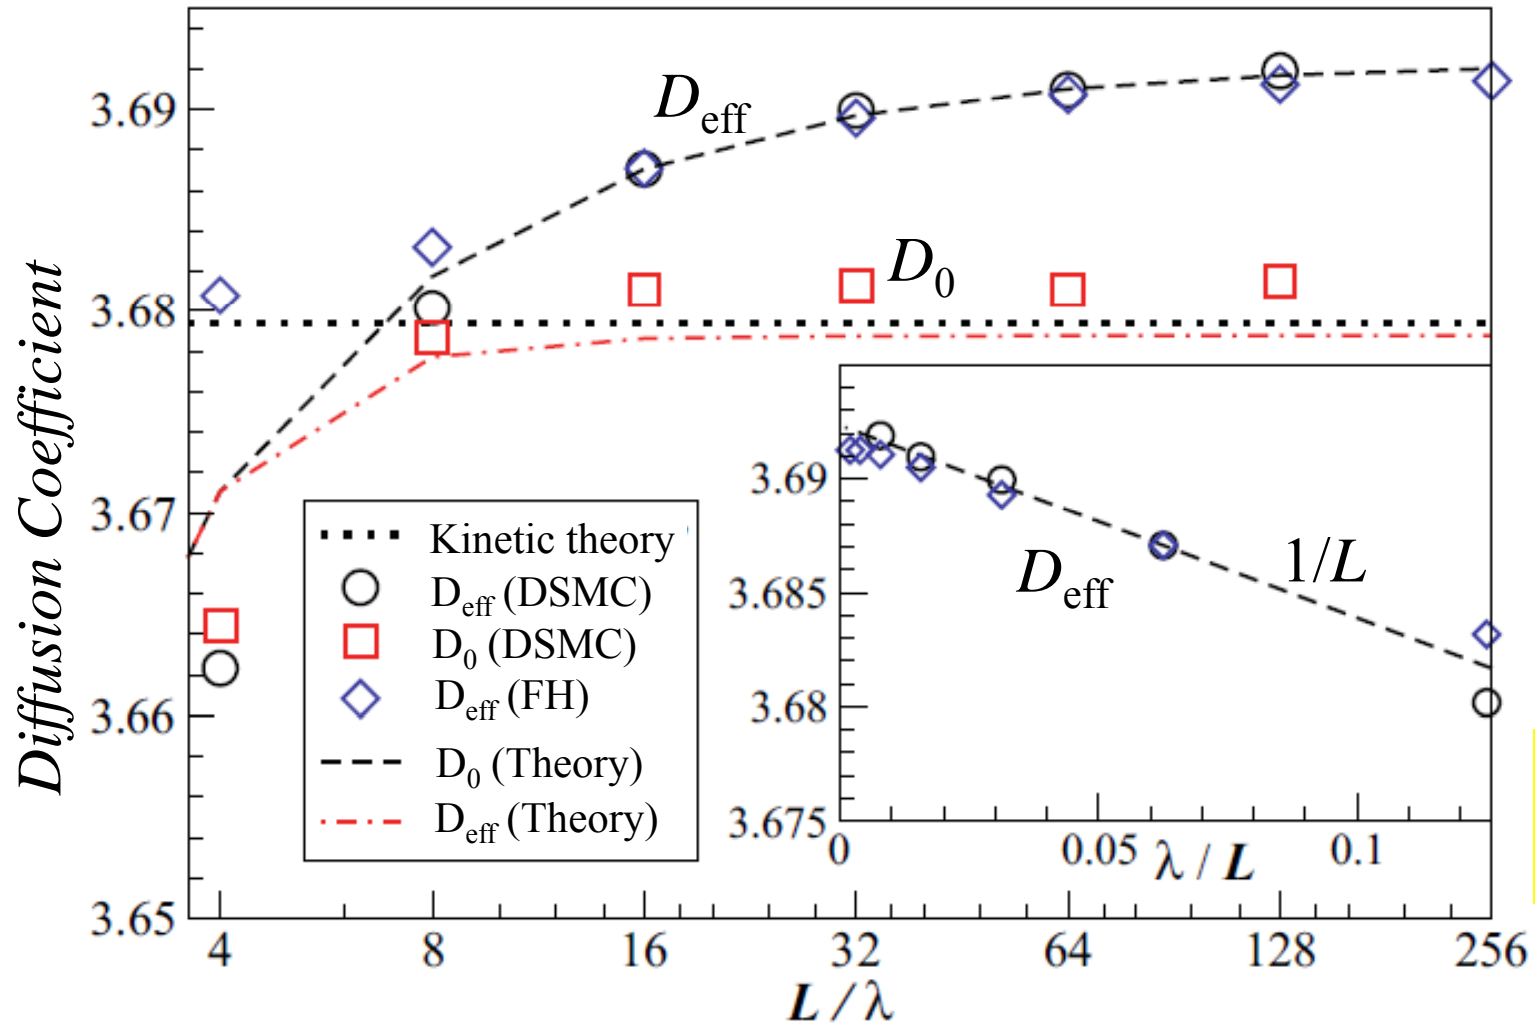 Diffusion Coefficient
3.69
3.68
3.67
3.66
3.65
D_eff
D_0
Kinetic theory
D_eff (DSMC)
D_0 (DSMC)
D_eff (FH)
D_0 (Theory)
D_eff (Theory)
3.69
3.685
3.68
3.675
D_eff
1/L
0 0.05 0.1
λ / L
4 8 16 32 64 128 256
L / λ